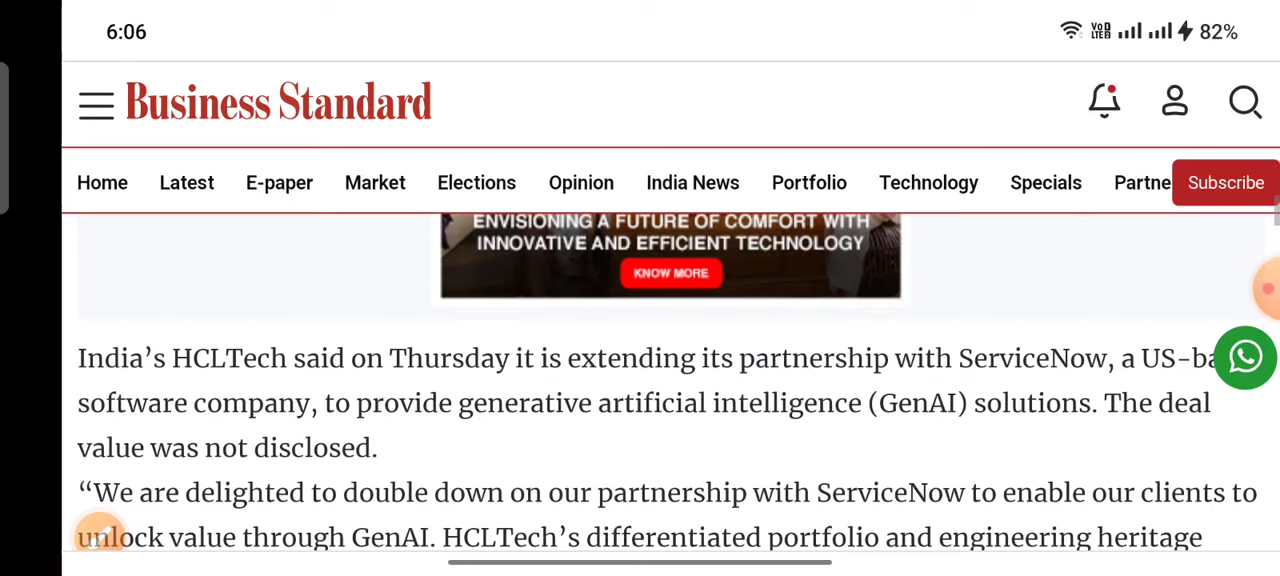 6:06 82%
Business Standard
Home Latest E-paper Market Elections Opinion India News Portfolio Technology Specials Partne Subscribe
ENVISIONING A FUTURE OF COMFORT WITH
INNOVATIVE AND EFFICIENT TECHNOLOGY
KNOW MORE
India’s HCLTech said on Thursday it is extending its partnership with ServiceNow, a US-ba
software company, to provide generative artificial intelligence (GenAI) solutions. The deal
value was not disclosed.
“We are delighted to double down on our partnership with ServiceNow to enable our clients to
unlock value through GenAI. HCLTech’s differentiated portfolio and engineering heritage